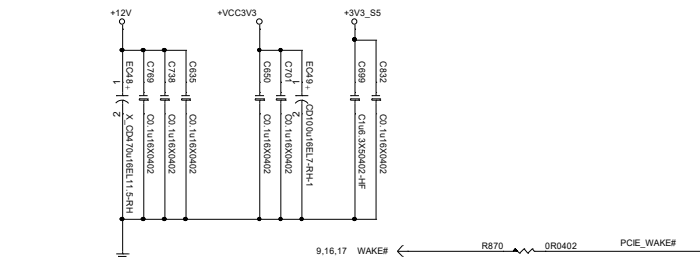 +12V
+VCC3V3
+3V3_S5
EC48
C769
C738
C635
C650
C701
EC49
C699
C832
+
+
1
1
2
2
X_CD470u16EL11.5-RH
C0.1u16X0402
C0.1u16X0402
C0.1u16X0402
C0.1u16X0402
C0.1u16X0402
CD100u16EL7-RH-1
C1u6.3X50402-HF
C0.1u16X0402
9,16,17 WAKE#
R870
0R0402
PCIE_WAKE#